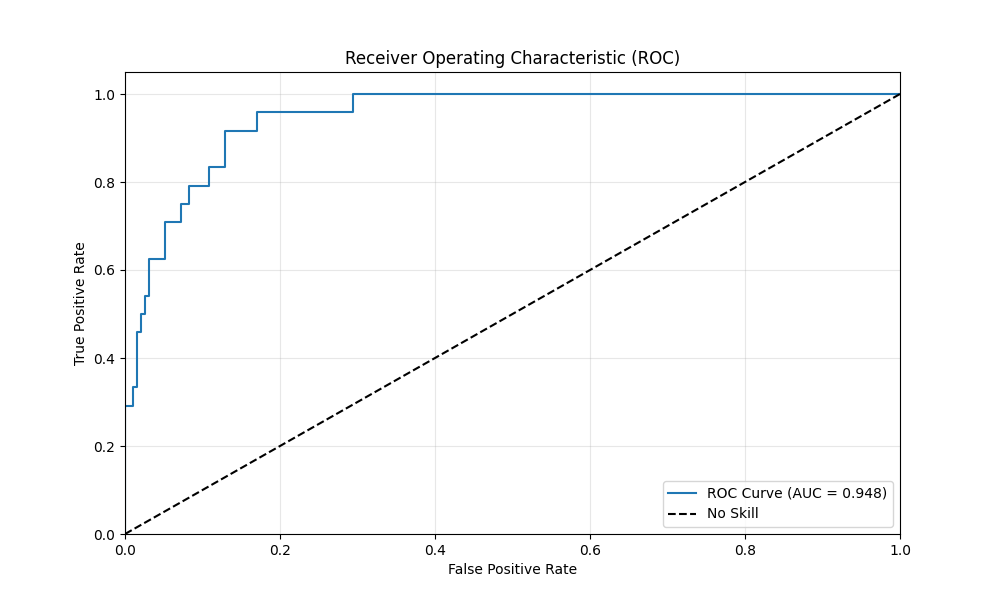 Receiver Operating Characteristic (ROC)
1.0
0.8
0.6
0.4
0.2
0.0
True Positive Rate
ROC Curve (AUC = 0.948)
No Skill
0.0 0.2 0.4 0.6 0.8 1.0
False Positive Rate